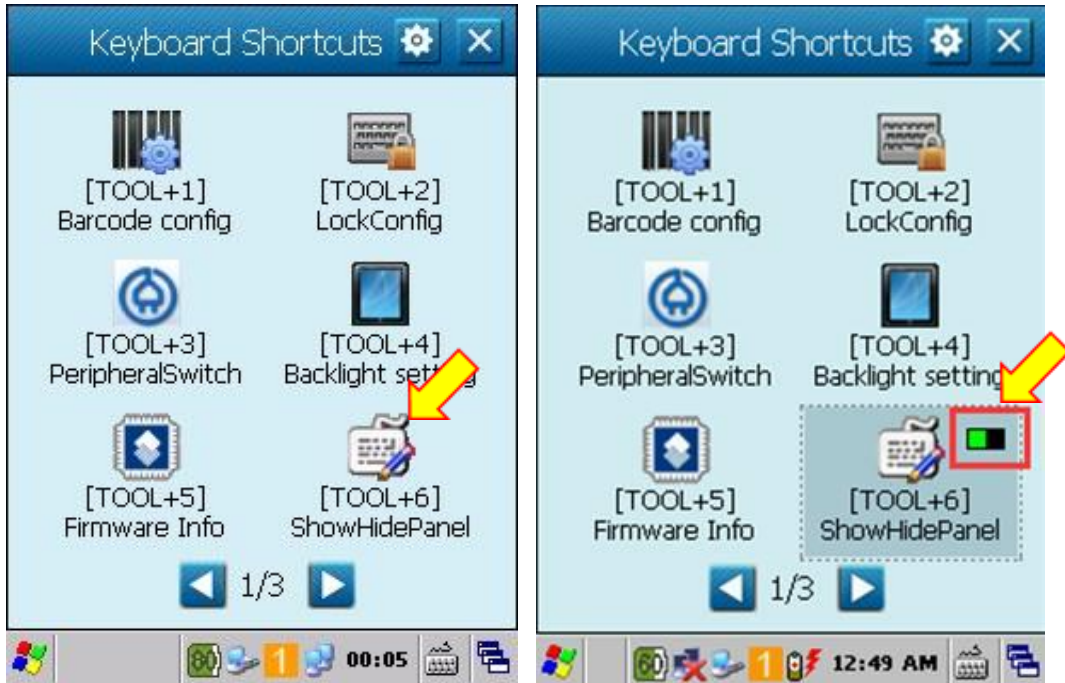 Keyboard Shortcuts
[TOOL+1]
Barcode config
[TOOL+2]
LockConfig
[TOOL+3]
PeripheralSwitch
[TOOL+4]
Backlight setting
[TOOL+5]
Firmware Info
[TOOL+6]
ShowHidePanel
1/3
80
1
00:05
Keyboard Shortcuts
[TOOL+1]
Barcode config
[TOOL+2]
LockConfig
[TOOL+3]
PeripheralSwitch
[TOOL+4]
Backlight setting
[TOOL+5]
Firmware Info
[TOOL+6]
ShowHidePanel
1/3
60
1
12:49 AM